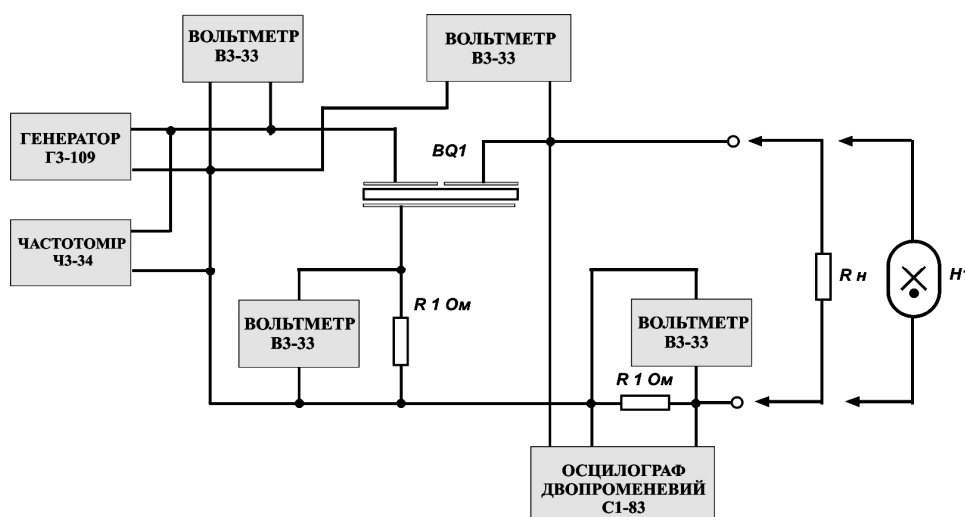 ВОЛЬТМЕТР
В3-33
ВОЛЬТМЕТР
В3-33
ГЕНЕРАТОР
Г3-109
BQ1
ЧАСТОТОМІР
Ч3-34
R н
ВОЛЬТМЕТР
В3-33
R 1 Ом
ВОЛЬТМЕТР
В3-33
R 1 Ом
ОСЦИЛОГРАФ
ДВОПРОМЕНЕВИЙ
С1-83